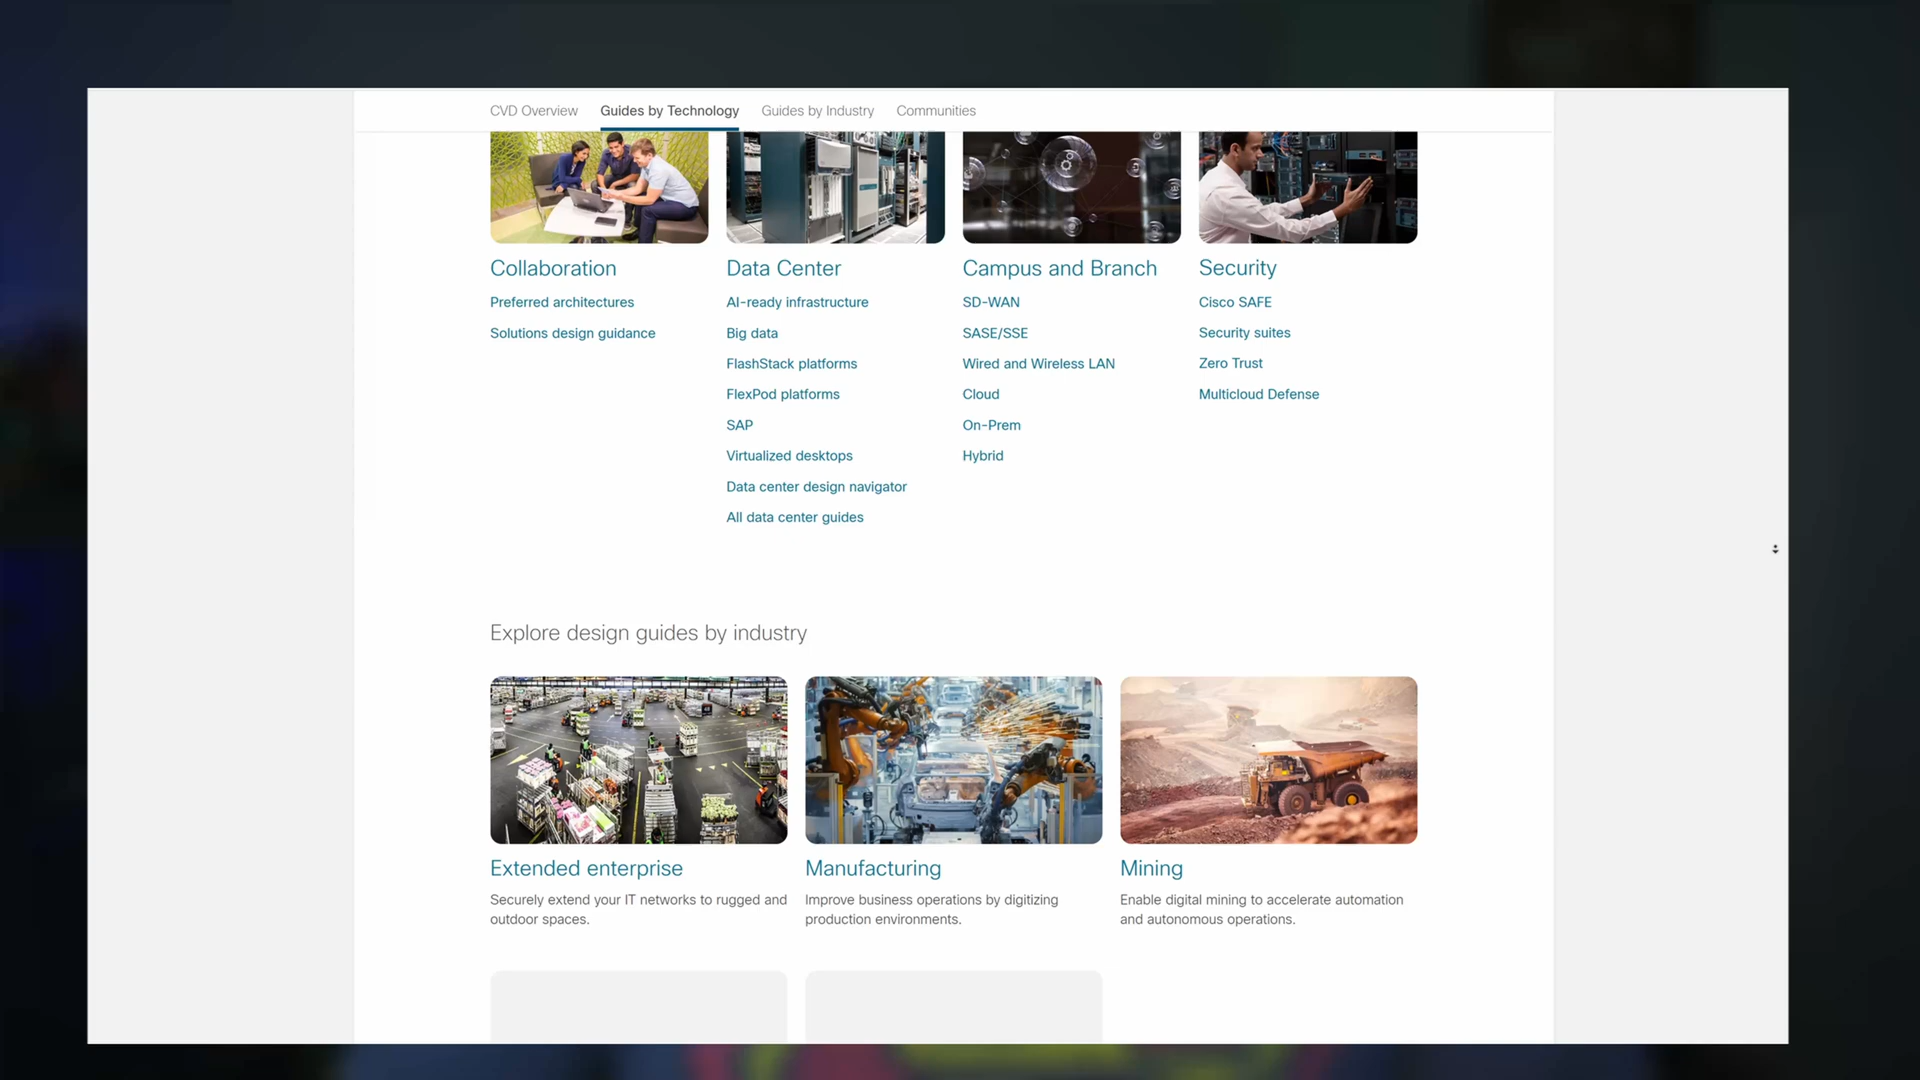 CVD Overview
Guides by Technology
Guides by Industry
Communities
Collaboration
Preferred architectures
Solutions design guidance
Data Center
AI-ready infrastructure
Big data
FlashStack platforms
FlexPod platforms
SAP
Virtualized desktops
Data center design navigator
All data center guides
Campus and Branch
SD-WAN
SASE/SSE
Wired and Wireless LAN
Cloud
On-Prem
Hybrid
Security
Cisco SAFE
Security suites
Zero Trust
Multicloud Defense
Explore design guides by industry
Extended enterprise
Securely extend your IT networks to rugged and
outdoor spaces.
Manufacturing
Improve business operations by digitizing
production environments.
Mining
Enable digital mining to accelerate automation
and autonomous operations.